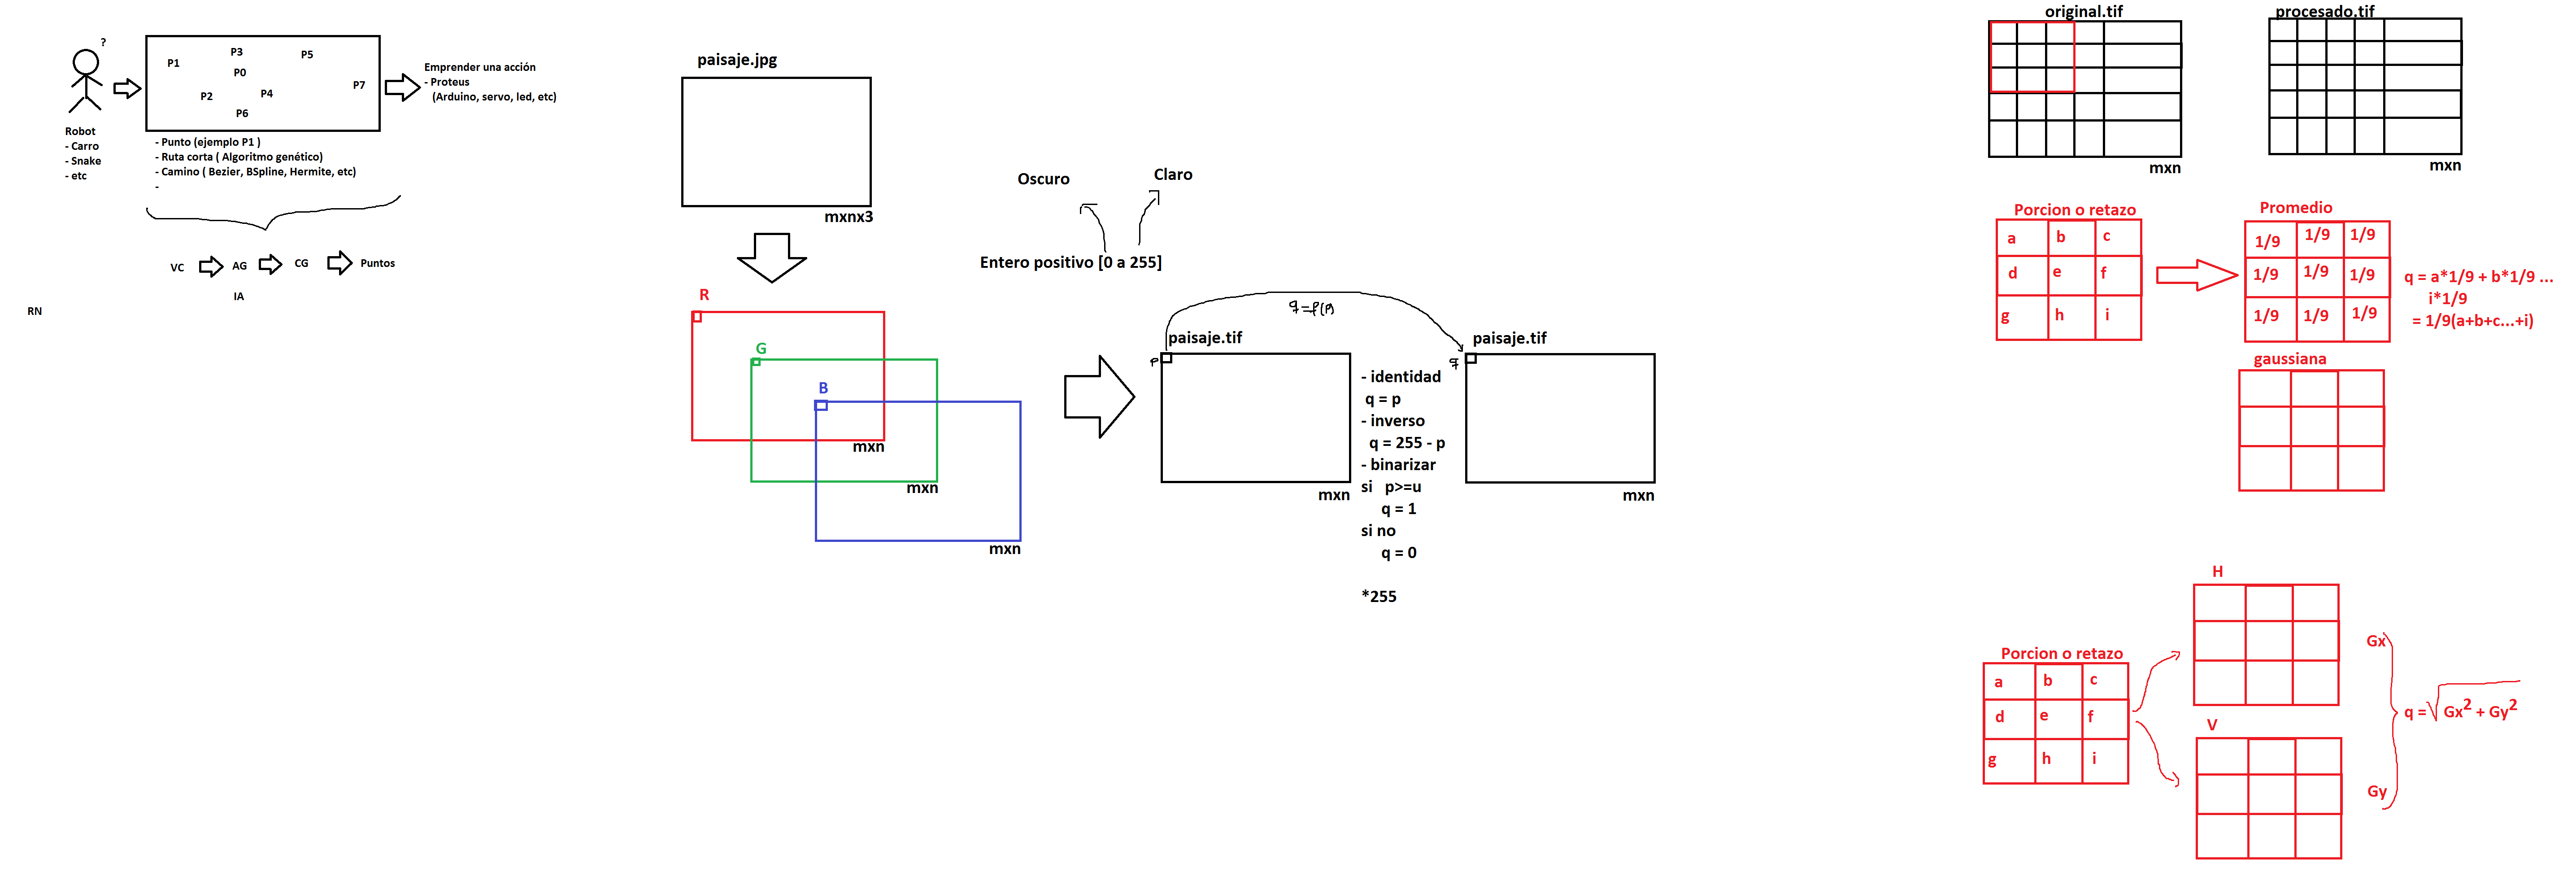 ?
P1
P3
P0
P5
P7
P2
P4
P6
Robot
- Carro
- Snake
- etc
- Punto (ejemplo P1 )
- Ruta corta ( Algoritmo genético)
- Camino ( Bezier, BSpline, Hermite, etc)
-
Emprender una acción
- Proteus
(Arduino, servo, led, etc)
VC
AG
CG
Puntos
IA
RN
paisaje.jpg
mxnx3
R
mxn
G
mxn
B
mxn
Oscuro
Claro
Entero positivo [0 a 255]
q=f(p)
paisaje.tif
p
mxn
- identidad
q = p
- inverso
q = 255 - p
- binarizar
si p>=u
q = 1
si no
q = 0
*255
paisaje.tif
q
mxn
original.tif
mxn
procesado.tif
mxn
Porcion o retazo
a b c
d e f
g h i
Promedio
1/9 1/9 1/9
1/9 1/9 1/9
1/9 1/9 1/9
q = a*1/9 + b*1/9 ...
i*1/9
= 1/9(a+b+c...+i)
gaussiana
Porcion o retazo
a b c
d e f
g h i
H
V
Gx
Gy
q = √Gx² + Gy²